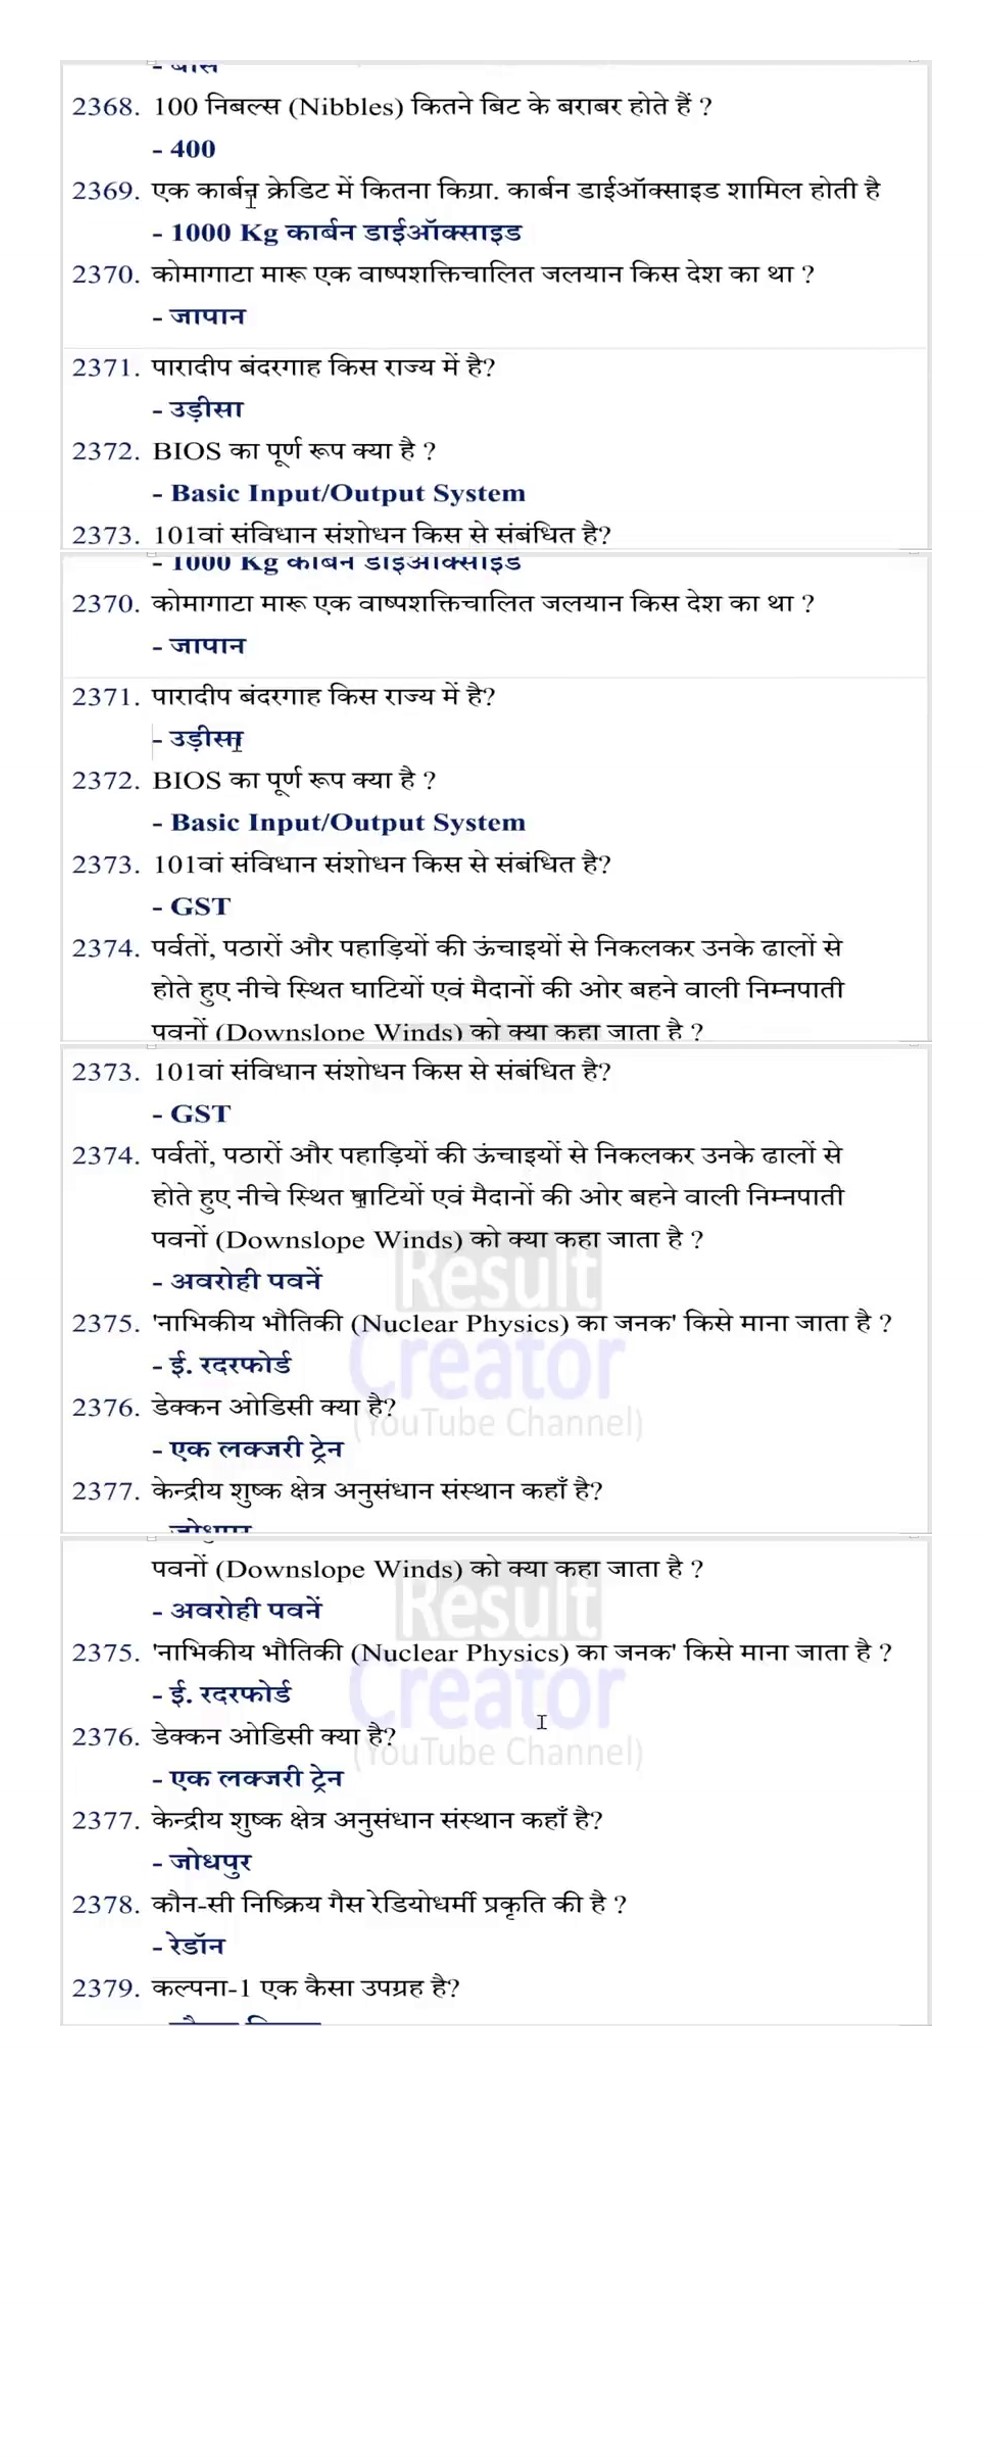 - बांस
2368. 100 निबल्स (Nibbles) कितने बिट के बराबर होते हैं ?
- 400
2369. एक कार्बन क्रेडिट में कितना किग्रा. कार्बन डाईऑक्साइड शामिल होती है
- 1000 Kg कार्बन डाईऑक्साइड
2370. कोमागाटा मारू एक वाष्पशक्तिचालित जलयान किस देश का था ?
- जापान
2371. पारादीप बंदरगाह किस राज्य में है?
- उड़ीसा
2372. BIOS का पूर्ण रूप क्या है ?
- Basic Input/Output System
2373. 101वां संविधान संशोधन किस से संबंधित है?
- 1000 Kg कार्बन डाईऑक्साइड
2370. कोमागाटा मारू एक वाष्पशक्तिचालित जलयान किस देश का था ?
- जापान
2371. पारादीप बंदरगाह किस राज्य में है?
- उड़ीसा
2372. BIOS का पूर्ण रूप क्या है ?
- Basic Input/Output System
2373. 101वां संविधान संशोधन किस से संबंधित है?
- GST
2374. पर्वतों, पठारों और पहाड़ियों की ऊंचाइयों से निकलकर उनके ढालों से
होते हुए नीचे स्थित घाटियों एवं मैदानों की ओर बहने वाली निम्नपाती
पवनों (Downslope Winds) को क्या कहा जाता है ?
2373. 101वां संविधान संशोधन किस से संबंधित है?
- GST
2374. पर्वतों, पठारों और पहाड़ियों की ऊंचाइयों से निकलकर उनके ढालों से
होते हुए नीचे स्थित घाटियों एवं मैदानों की ओर बहने वाली निम्नपाती
पवनों (Downslope Winds) को क्या कहा जाता है ?
Result
- अवरोही पवनें
2375. 'नाभिकीय भौतिकी (Nuclear Physics) का जनक' किसे माना जाता है ?
Creator
- ई. रदरफोर्ड
2376. डेक्कन ओडिसी क्या है?
(YouTube Channel)
- एक लक्जरी ट्रेन
2377. केन्द्रीय शुष्क क्षेत्र अनुसंधान संस्थान कहाँ है?
जोधपुर
पवनों (Downslope Winds) को क्या कहा जाता है ?
Result
- अवरोही पवनें
2375. 'नाभिकीय भौतिकी (Nuclear Physics) का जनक' किसे माना जाता है ?
Creator
- ई. रदरफोर्ड
2376. डेक्कन ओडिसी क्या है?
(YouTube Channel)
- एक लक्जरी ट्रेन
2377. केन्द्रीय शुष्क क्षेत्र अनुसंधान संस्थान कहाँ है?
- जोधपुर
2378. कौन-सी निष्क्रिय गैस रेडियोधर्मी प्रकृति की है ?
- रेडॉन
2379. कल्पना-1 एक कैसा उपग्रह है?